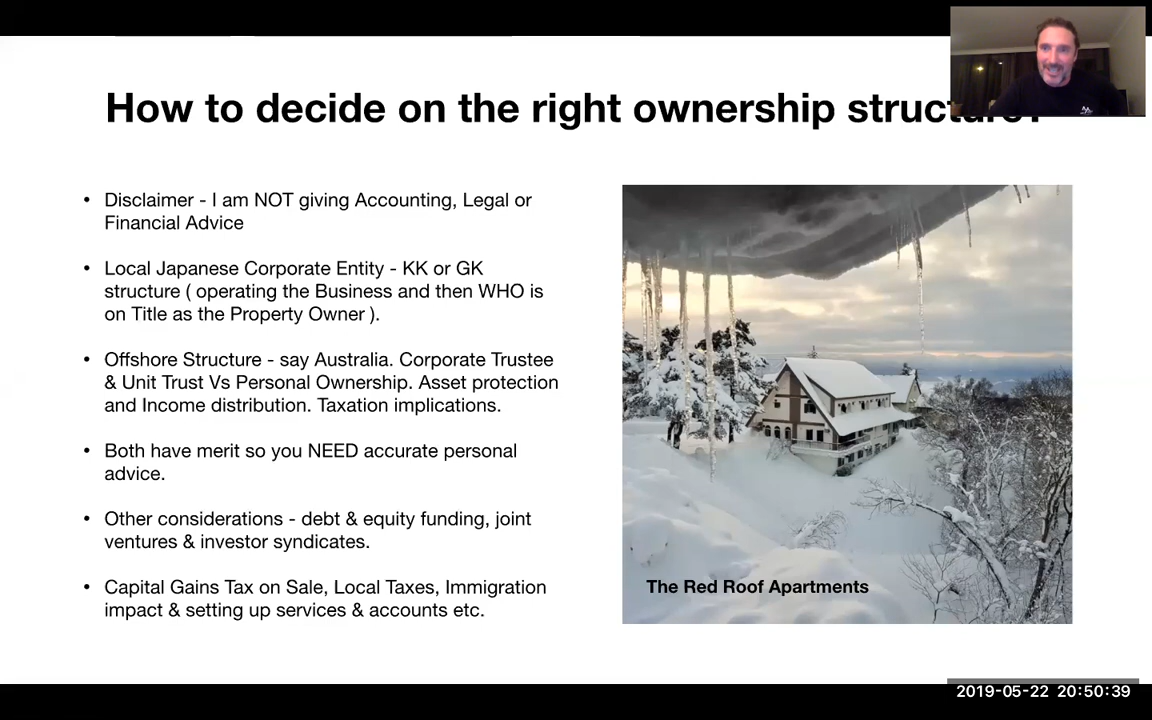 How to decide on the right ownership structure?
• Disclaimer - I am NOT giving Accounting, Legal or
Financial Advice
• Local Japanese Corporate Entity - KK or GK
structure ( operating the Business and then WHO is
on Title as the Property Owner ).
• Offshore Structure - say Australia. Corporate Trustee
& Unit Trust Vs Personal Ownership. Asset protection
and Income distribution. Taxation implications.
• Both have merit so you NEED accurate personal
advice.
• Other considerations - debt & equity funding, joint
ventures & investor syndicates.
• Capital Gains Tax on Sale, Local Taxes, Immigration
impact & setting up services & accounts etc.
The Red Roof Apartments
2019-05-22 20:50:39